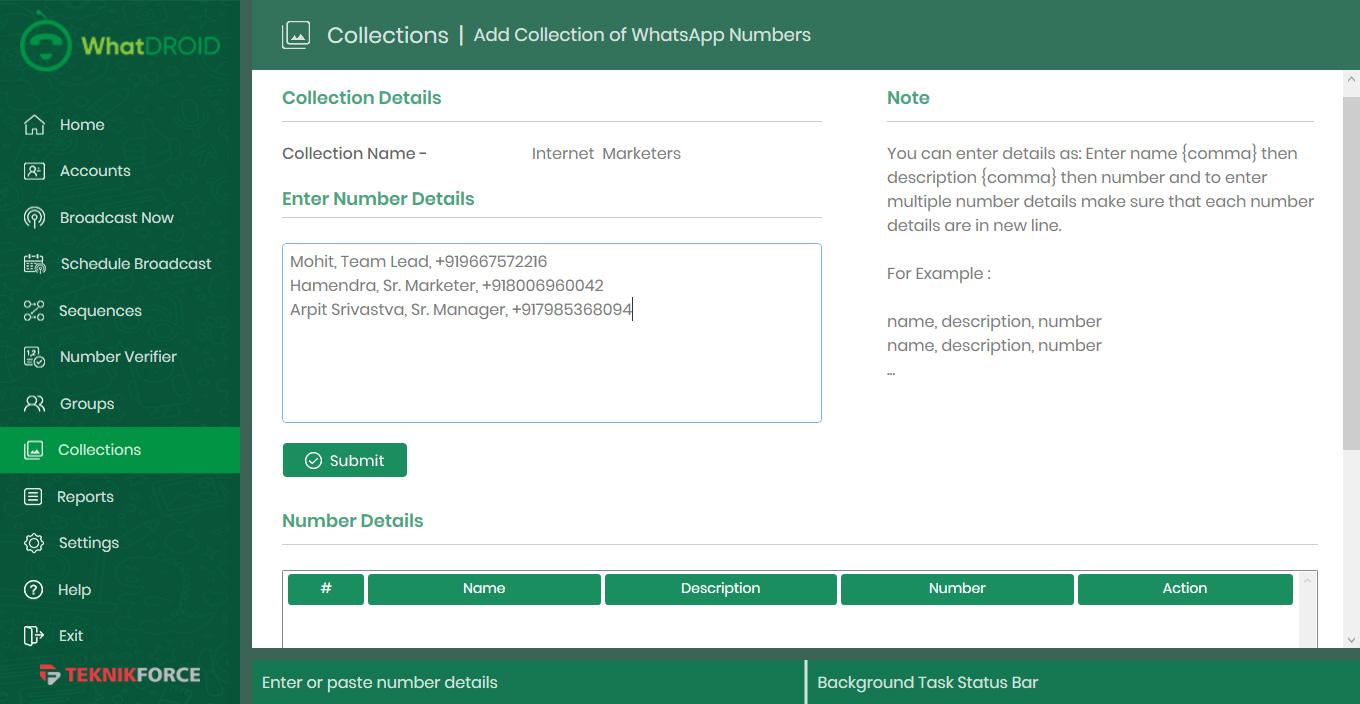 WhatDROID
Home
Accounts
Broadcast Now
Schedule Broadcast
Sequences
Number Verifier
Groups
Collections
Reports
Settings
Help
Exit
TEKNIKFORCE
Collections | Add Collection of WhatsApp Numbers
Collection Details
Collection Name - Internet Marketers
Enter Number Details
Mohit, Team Lead, +919667572216
Hamendra, Sr. Marketer, +918006960042
Arpit Srivastva, Sr. Manager, +917985368094
Submit
Note
You can enter details as: Enter name {comma} then
description {comma} then number and to enter
multiple number details make sure that each number
details are in new line.
For Example :
name, description, number
name, description, number
...
Number Details
# Name Description Number Action
Enter or paste number details
Background Task Status Bar